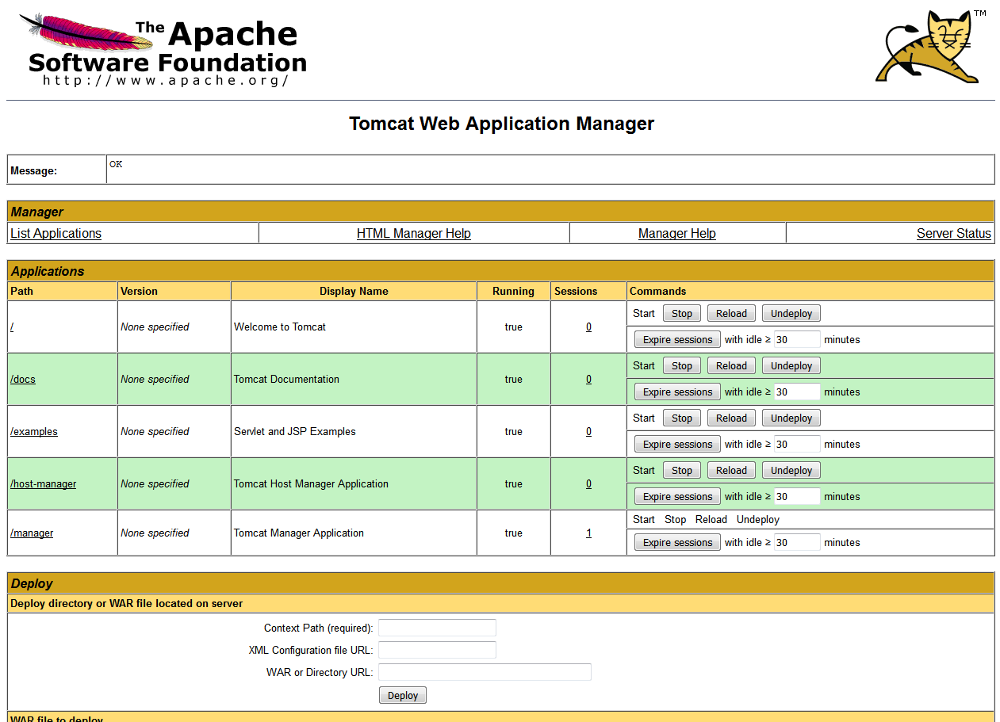 The Apache
Software Foundation
http://www.apache.org/
TM
Tomcat Web Application Manager
Message: OK
Manager
List Applications HTML Manager Help Manager Help Server Status
Applications
Path Version Display Name Running Sessions Commands
/ None specified Welcome to Tomcat true 0 Start Stop Reload Undeploy
Expire sessions with idle ≥ 30 minutes
/docs None specified Tomcat Documentation true 0 Start Stop Reload Undeploy
Expire sessions with idle ≥ 30 minutes
/examples None specified Servlet and JSP Examples true 0 Start Stop Reload Undeploy
Expire sessions with idle ≥ 30 minutes
/host-manager None specified Tomcat Host Manager Application true 0 Start Stop Reload Undeploy
Expire sessions with idle ≥ 30 minutes
/manager None specified Tomcat Manager Application true 1 Start Stop Reload Undeploy
Expire sessions with idle ≥ 30 minutes
Deploy
Deploy directory or WAR file located on server
Context Path (required):
XML Configuration file URL:
WAR or Directory URL:
Deploy
WAR file to deploy